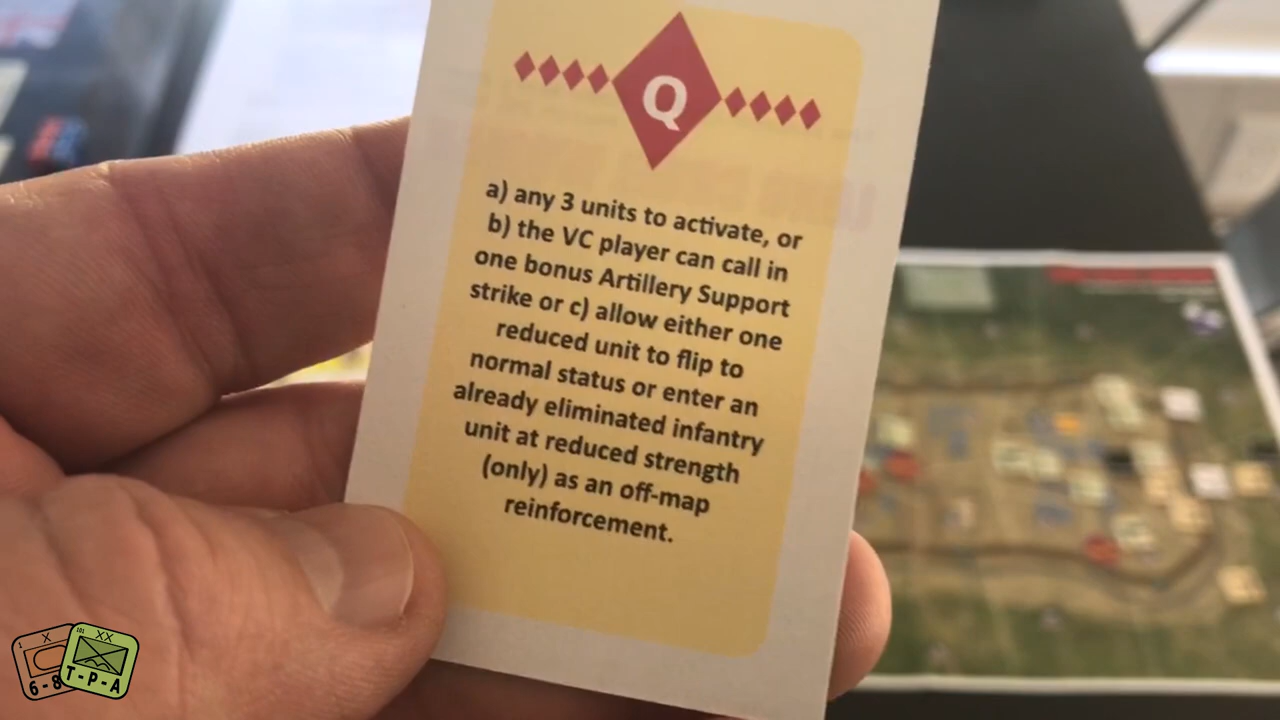 Q
a) any 3 units to activate, or
b) the VC player can call in
one bonus Artillery Support
strike or c) allow either one
reduced unit to flip to
normal status or enter an
already eliminated infantry
unit at reduced strength
(only) as an off-map
reinforcement.
X
XX
6-8
T-P-A